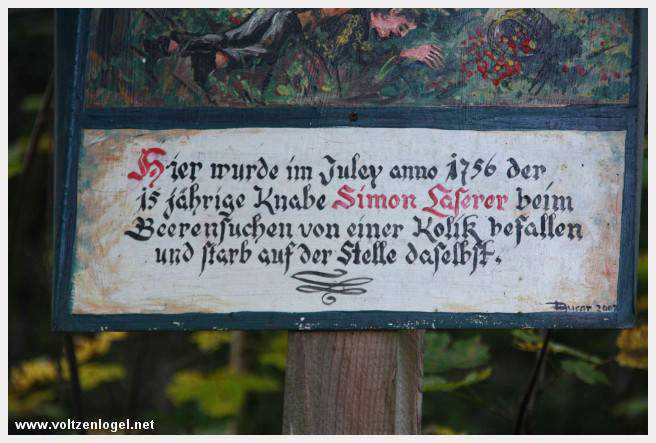 Hier wurde im Juley anno 1756 der
15 jährige Knabe Simon Laserer beim
Beerensuchen von einer Kolik befallen
und starb auf der Stelle daselbst.
www.voltzenlogel.net